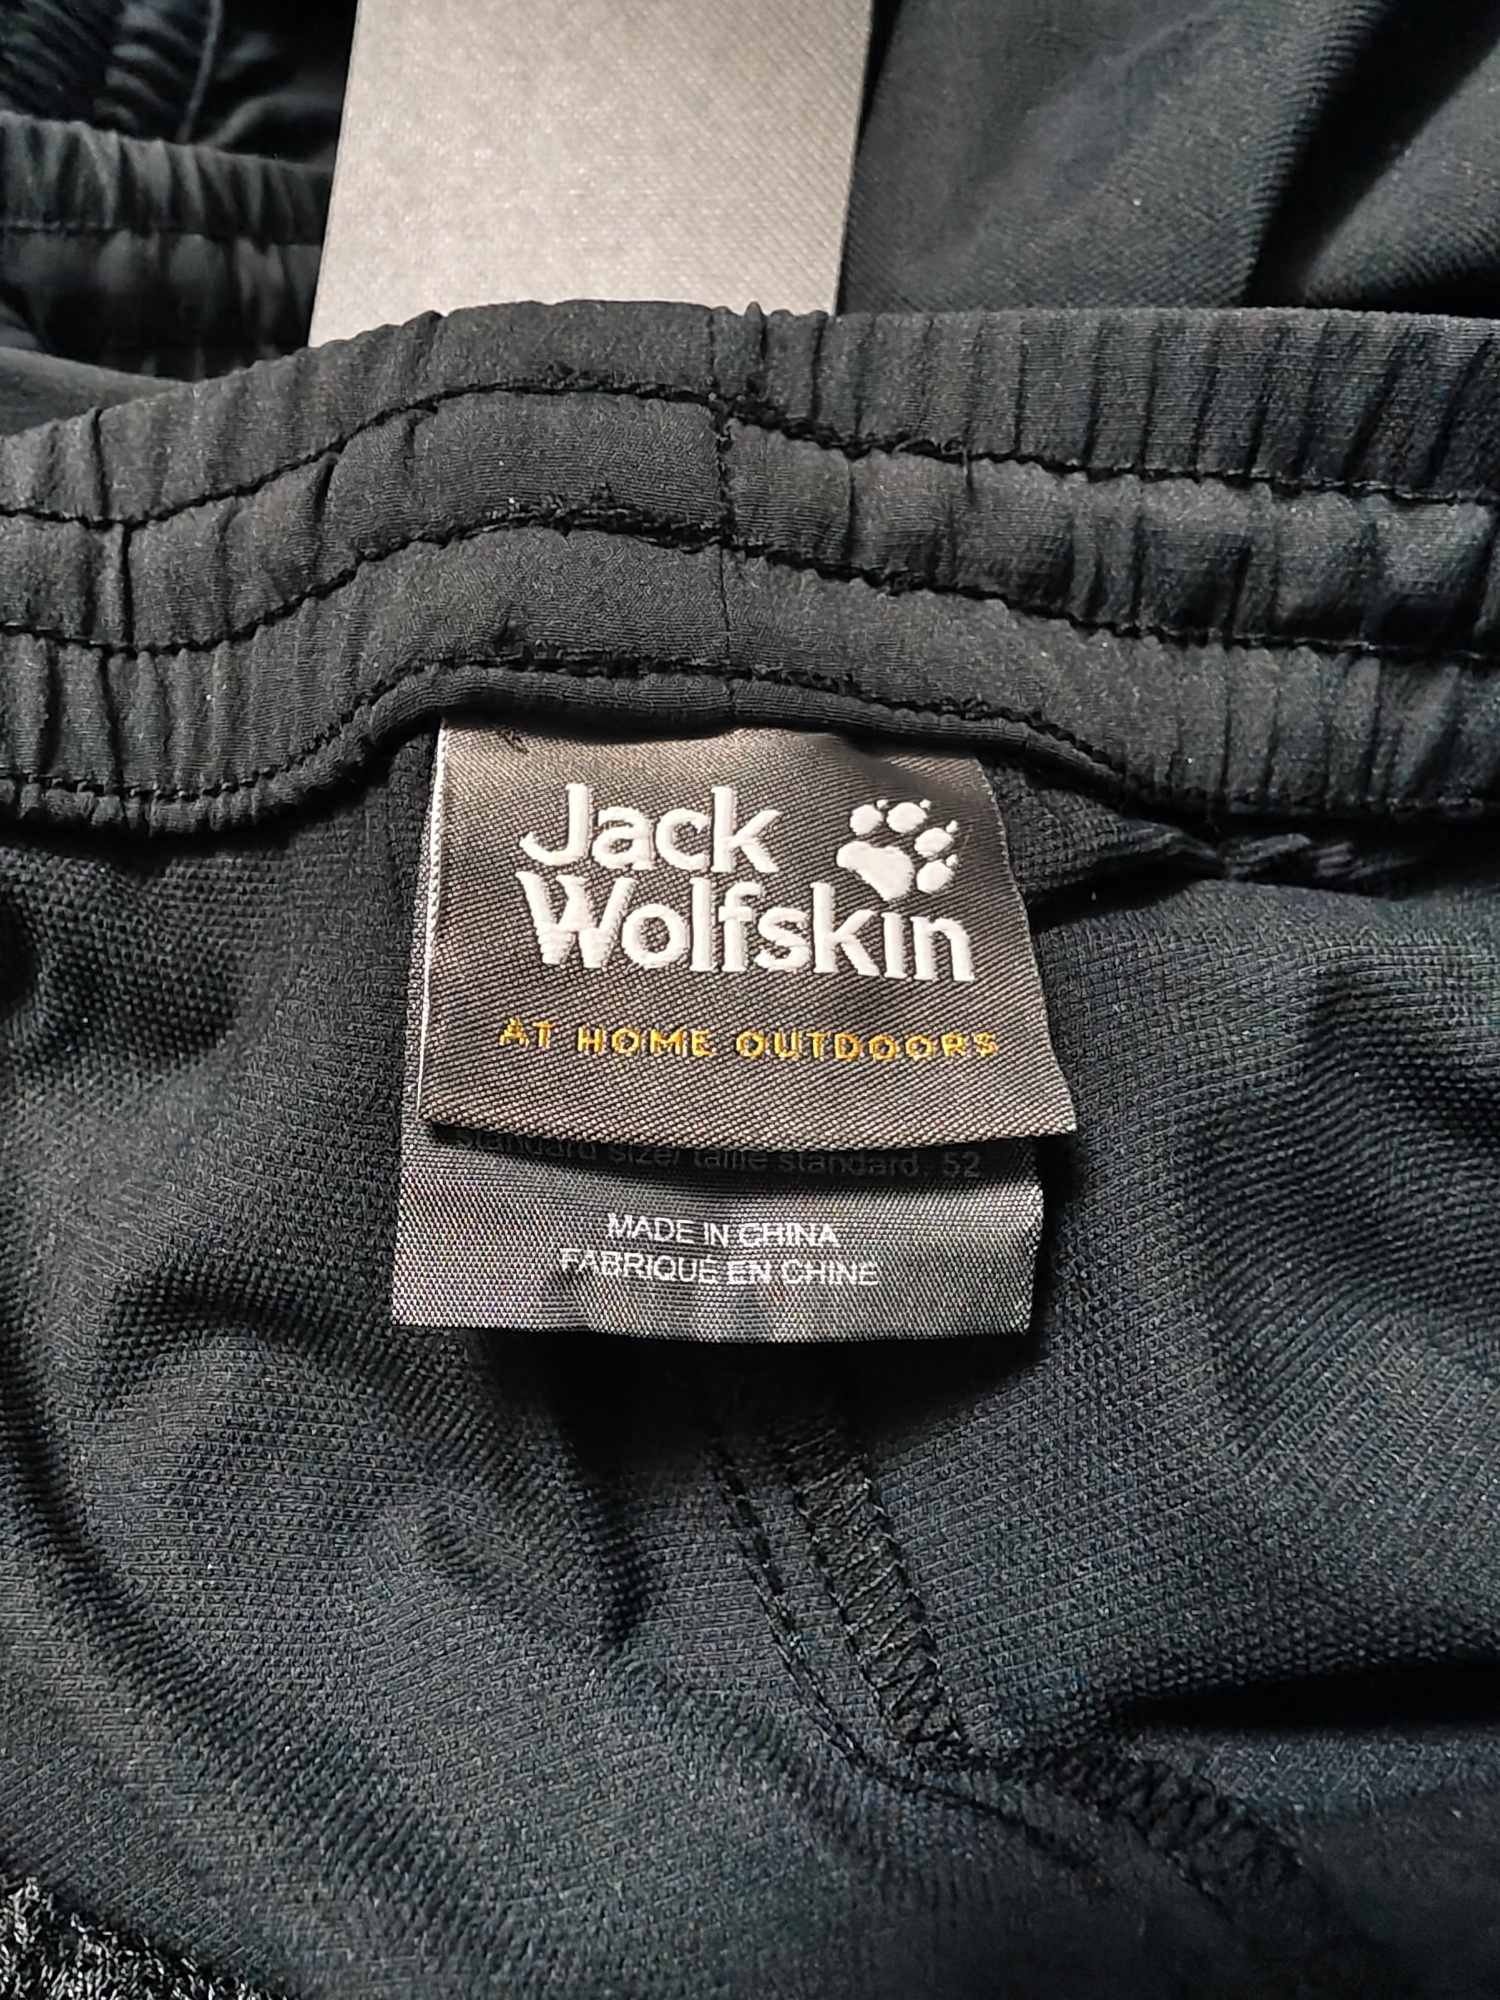 Jack
Wolfskin
AT HOME OUTDOORS
standard size/ taille standard: 52
MADE IN CHINA
FABRIQUÉ EN CHINE